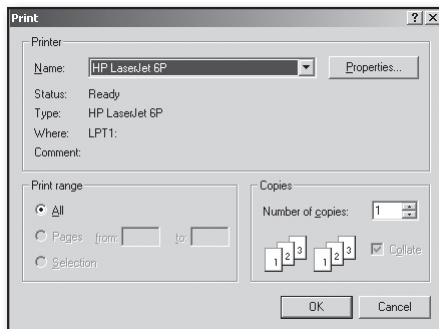 Print
Printer
Name: HP LaserJet 6P Properties...
Status: Ready
Type: HP LaserJet 6P
Where: LPT1:
Comment:
Print range Copies
All Number of copies: 1
Pages from: to: 1 2 3 1 2 3 Collate
Selection
OK Cancel